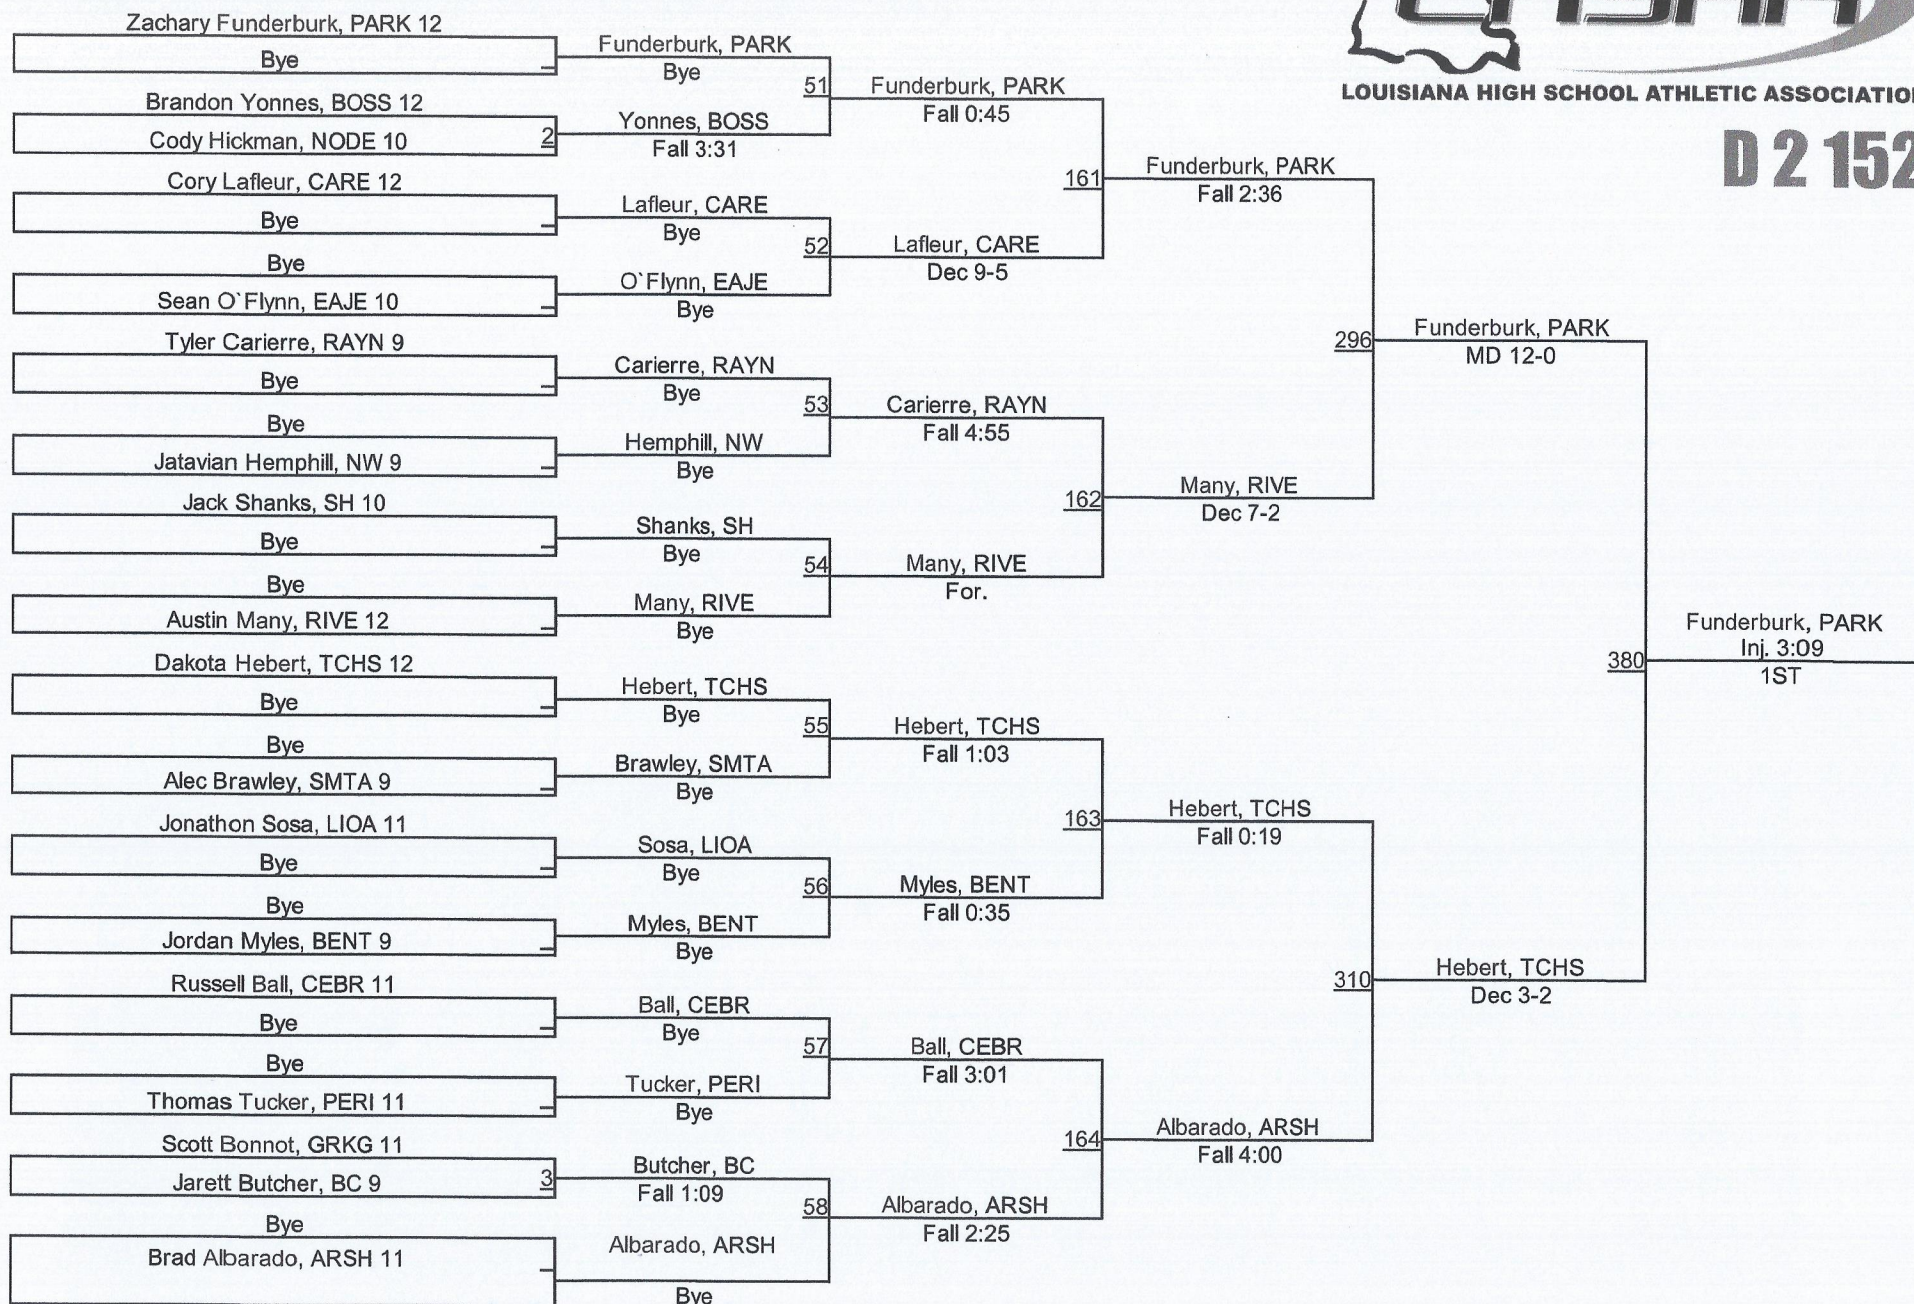 LOUISIANA HIGH SCHOOL ATHLETIC ASSOCIATION
D 2 152
Zachary Funderburk, PARK 12
Bye
Brandon Yonnes, BOSS 12
Cody Hickman, NODE 10
2
Cory Lafleur, CARE 12
Bye
Bye
Sean O`Flynn, EAJE 10
Tyler Carierre, RAYN 9
Bye
Bye
Jatavian Hemphill, NW 9
Jack Shanks, SH 10
Bye
Bye
Austin Many, RIVE 12
Dakota Hebert, TCHS 12
Bye
Bye
Alec Brawley, SMTA 9
Jonathon Sosa, LIOA 11
Bye
Bye
Jordan Myles, BENT 9
Russell Ball, CEBR 11
Bye
Bye
Thomas Tucker, PERI 11
Scott Bonnot, GRKG 11
Jarett Butcher, BC 9
3
Bye
Brad Albarado, ARSH 11
Funderburk, PARK
Bye
51
Yonnes, BOSS
Fall 3:31
Lafleur, CARE
Bye
52
O`Flynn, EAJE
Bye
Carierre, RAYN
Bye
53
Hemphill, NW
Bye
Shanks, SH
Bye
54
Many, RIVE
Bye
Hebert, TCHS
Bye
55
Brawley, SMTA
Bye
Sosa, LIOA
Bye
56
Myles, BENT
Bye
Ball, CEBR
Bye
57
Tucker, PERI
Bye
Butcher, BC
Fall 1:09
58
Albarado, ARSH
Bye
Funderburk, PARK
Fall 0:45
161
Lafleur, CARE
Dec 9-5
Carierre, RAYN
Fall 4:55
162
Many, RIVE
For.
Hebert, TCHS
Fall 1:03
163
Myles, BENT
Fall 0:35
Ball, CEBR
Fall 3:01
164
Albarado, ARSH
Fall 2:25
Funderburk, PARK
Fall 2:36
296
Many, RIVE
Dec 7-2
Hebert, TCHS
Fall 0:19
310
Albarado, ARSH
Fall 4:00
Funderburk, PARK
MD 12-0
380
Hebert, TCHS
Dec 3-2
Funderburk, PARK
Inj. 3:09
1ST